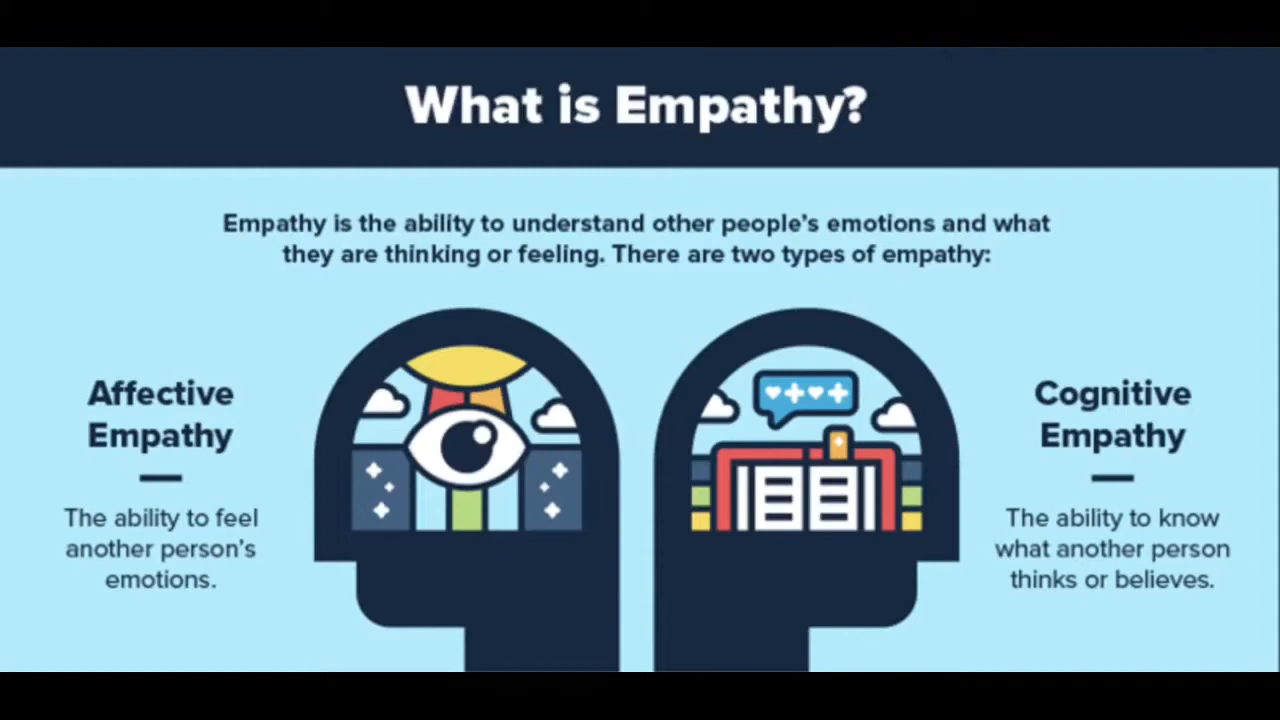 What is Empathy?
Empathy is the ability to understand other people's emotions and what
they are thinking or feeling. There are two types of empathy:
Affective
Empathy
The ability to feel
another person's
emotions.
Cognitive
Empathy
The ability to know
what another person
thinks or believes.